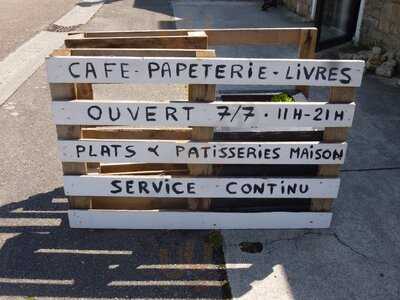 CAFE - PAPETERIE - LiVRES
OUVERT 7/7 . 11H-21H
PLATS & PATISSERIES MAISON
SERVICE CONTINU